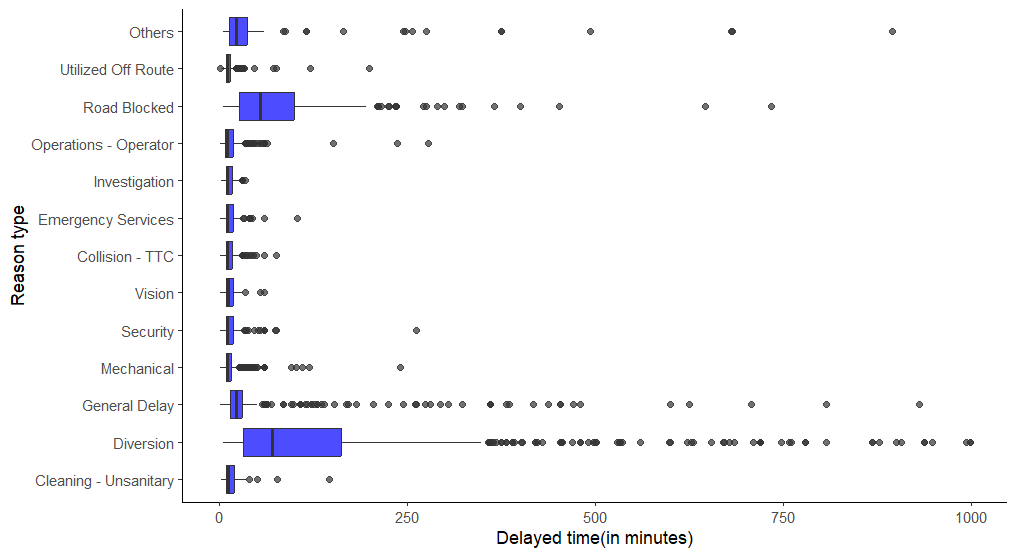 Reason type
Others
Utilized Off Route
Road Blocked
Operations - Operator
Investigation
Emergency Services
Collision - TTC
Vision
Security
Mechanical
General Delay
Diversion
Cleaning - Unsanitary
0 250 500 750 1000
Delayed time(in minutes)